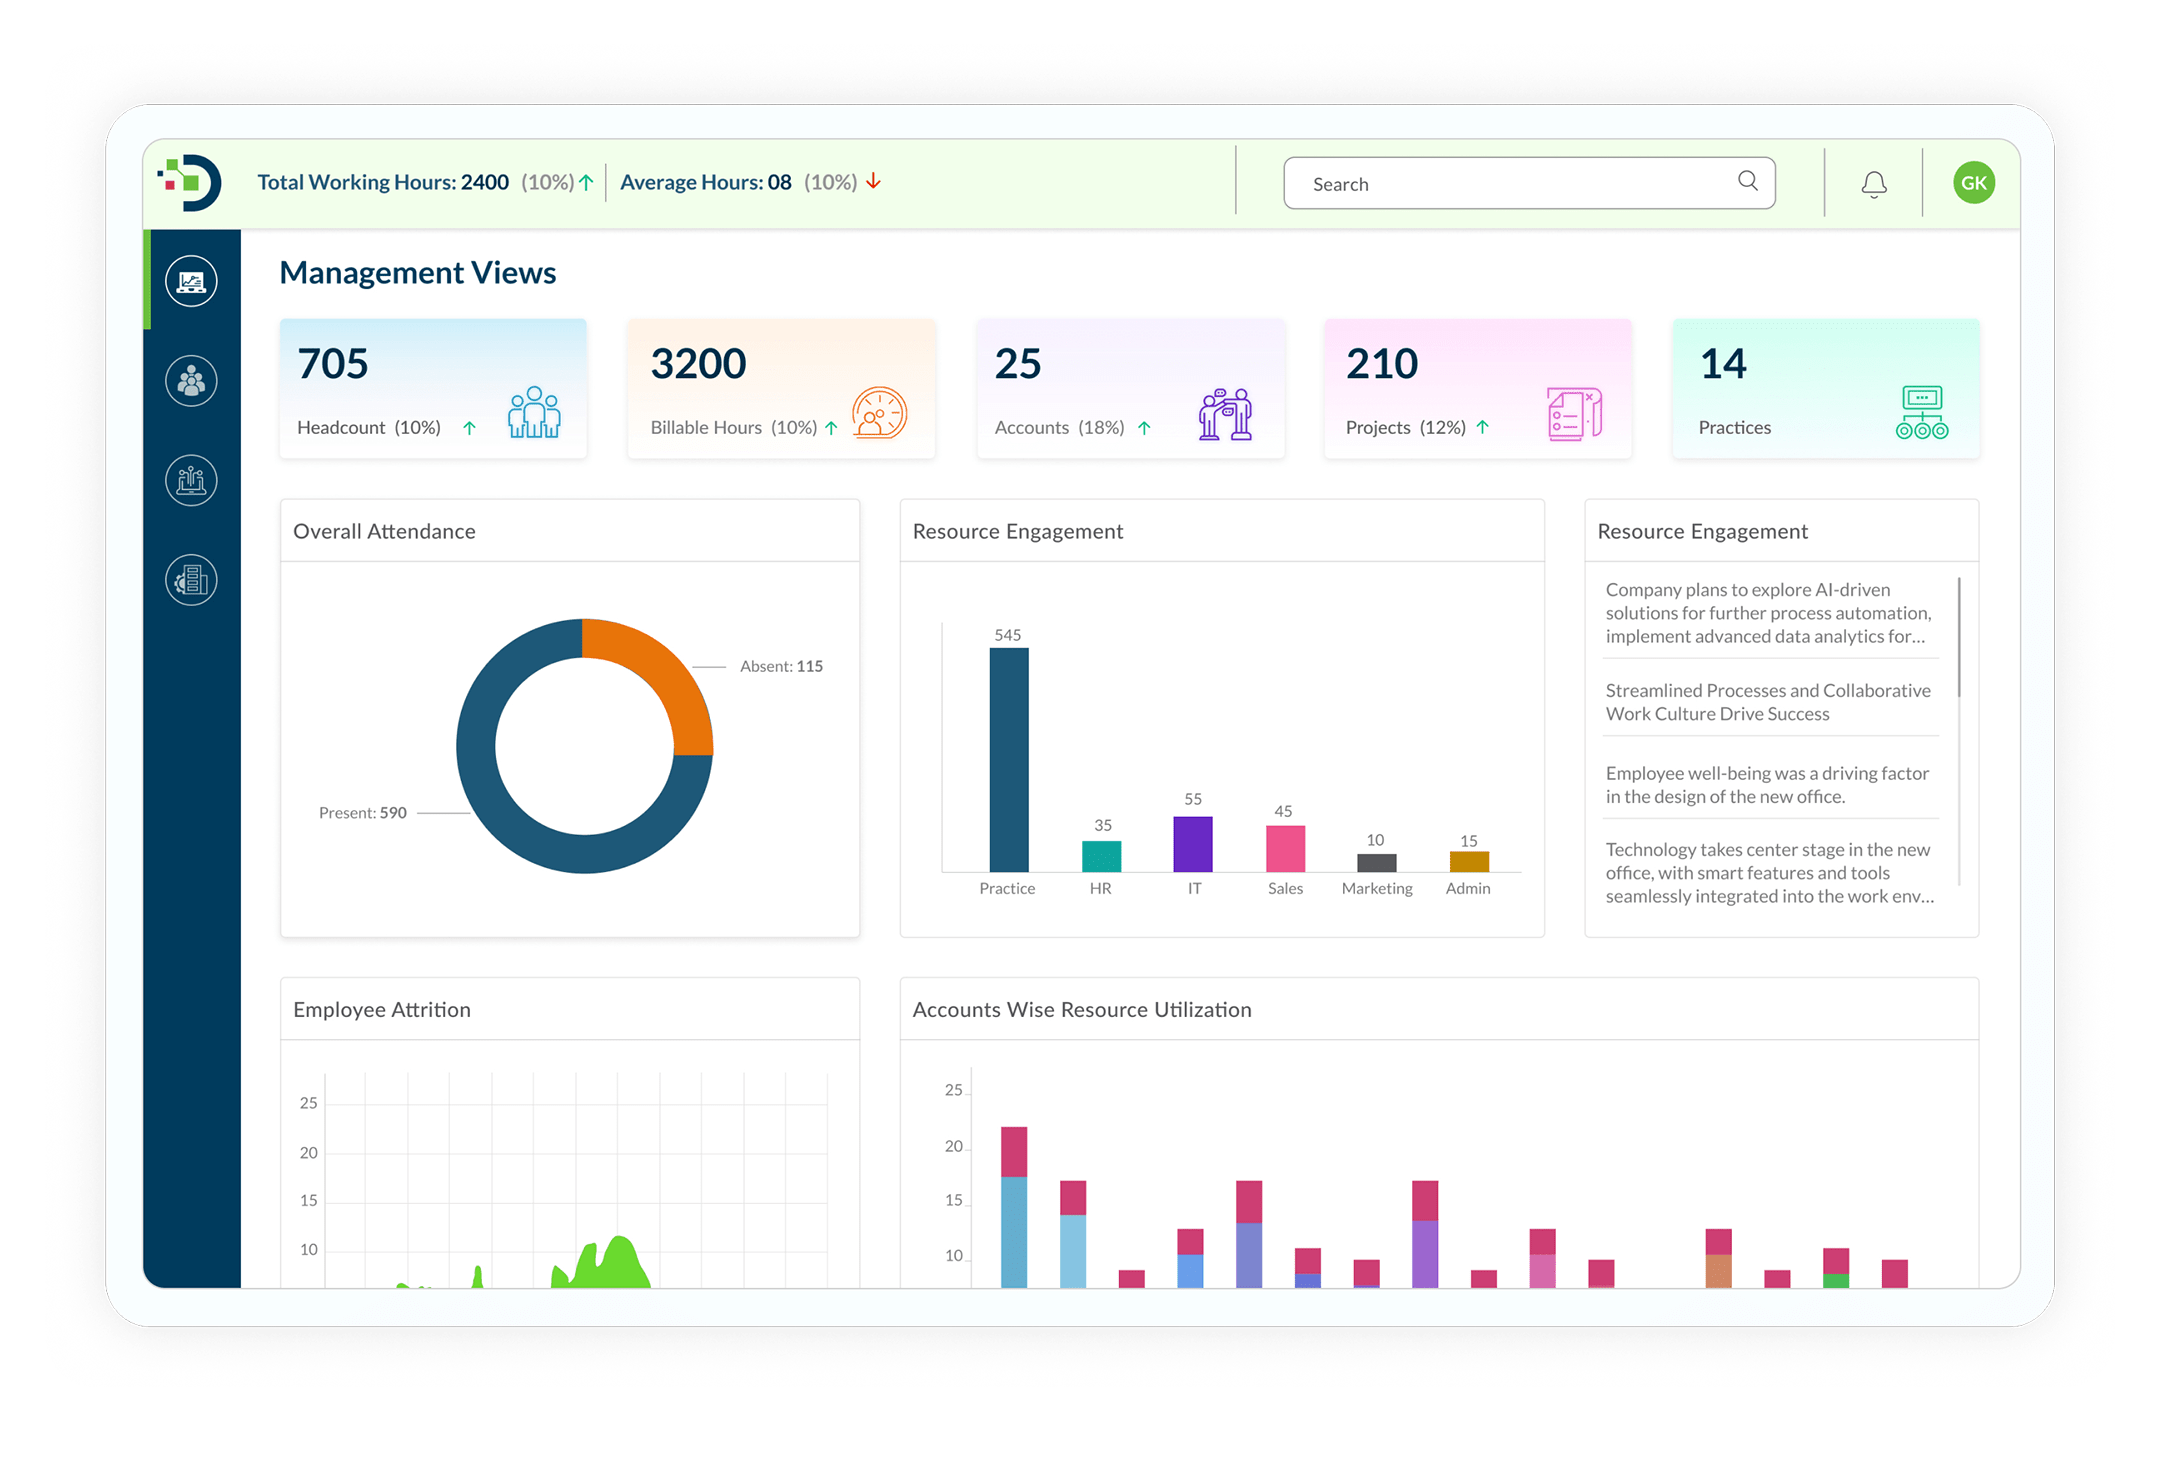 Total Working Hours: 2400 (10%) Average Hours: 08 (10%)
Search
GK
Management Views
705
Headcount (10%)
3200
Billable Hours (10%)
25
Accounts (18%)
210
Projects (12%)
14
Practices
Overall Attendance
Absent: 115
Present: 590
Resource Engagement
545
35
55
45
10
15
Practice HR IT Sales Marketing Admin
Resource Engagement
Company plans to explore AI-driven
solutions for further process automation,
implement advanced data analytics for...
Streamlined Processes and Collaborative
Work Culture Drive Success
Employee well-being was a driving factor
in the design of the new office.
Technology takes center stage in the new
office, with smart features and tools
seamlessly integrated into the work env...
Employee Attrition
25
20
15
10
Accounts Wise Resource Utilization
25
20
15
10